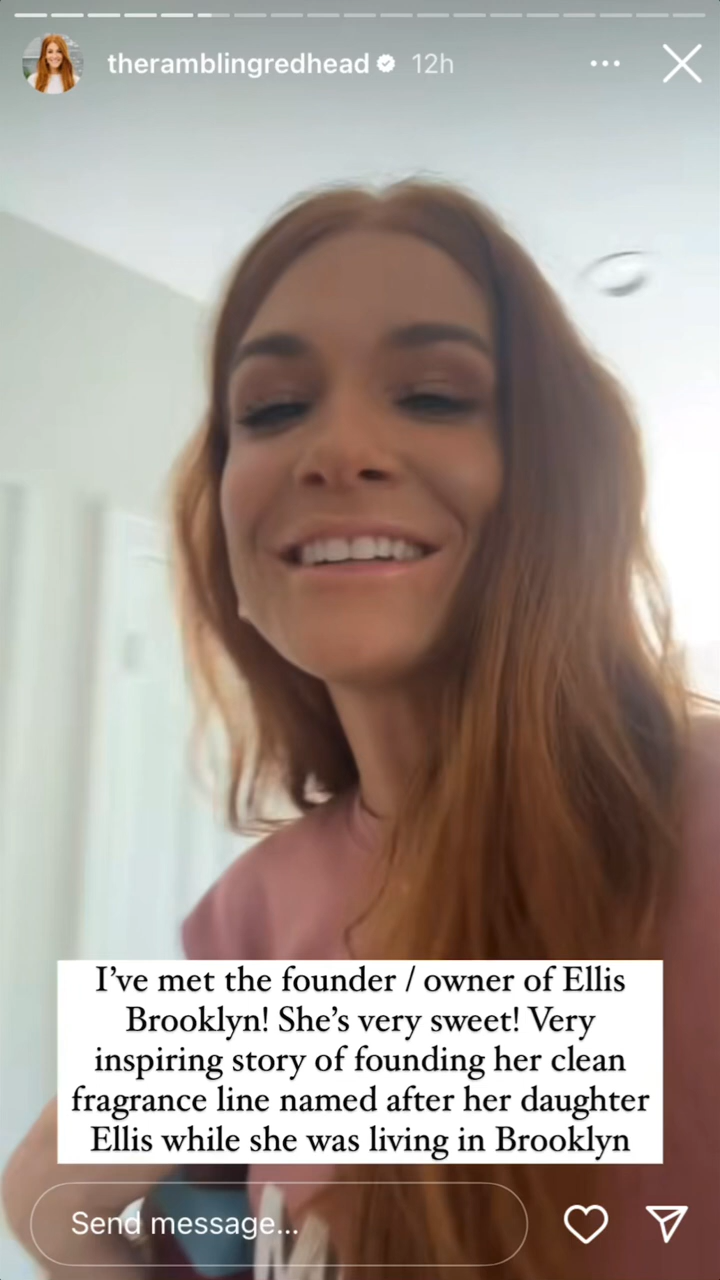 theramblingredhead 12h
I’ve met the founder / owner of Ellis
Brooklyn! She’s very sweet! Very
inspiring story of founding her clean
fragrance line named after her daughter
Ellis while she was living in Brooklyn
Send message...